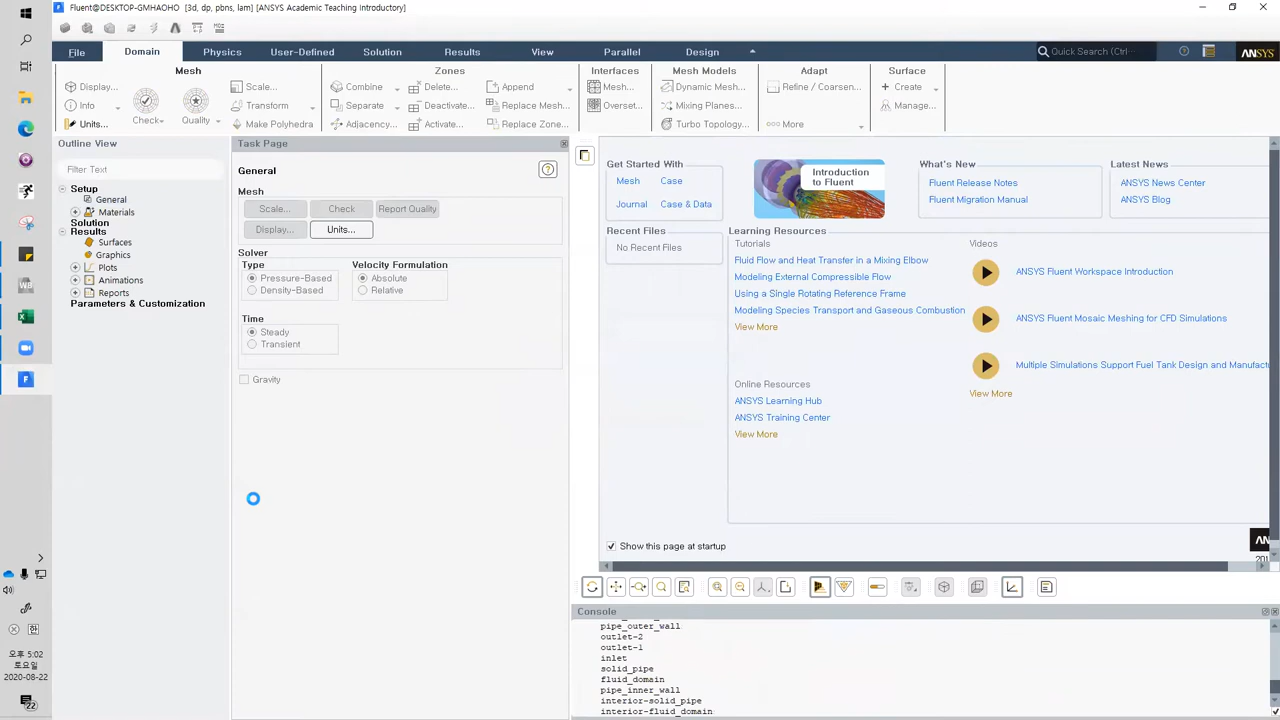 Fluent@DESKTOP-GMHAOHO [3d, dp, pbns, lam] [ANSYS Academic Teaching Introductory]
File Domain Physics User-Defined Solution Results View Parallel Design
Quick Search (Ctrl+
ANSYS
Mesh Zones Interfaces Mesh Models Adapt Surface
Display... Scale... Combine Delete... Append Mesh... Dynamic Mesh... Refine / Coarsen... Create
Info Transform Separate Deactivate... Replace Mesh... Overset... Mixing Planes... Manage...
Check Quality
Units... Make Polyhedra Adjacency... Activate... Replace Zone... Turbo Topology... More
Outline View
Filter Text
Setup
General
Materials
Solution
Results
Surfaces
Graphics
Plots
Animations
Reports
Parameters & Customization
Task Page
General
Mesh
Scale... Check Report Quality
Display... Units...
Solver
Type Velocity Formulation
Pressure-Based Absolute
Density-Based Relative
Time
Steady
Transient
Gravity
Get Started With
Mesh Case
Journal Case & Data
Recent Files
No Recent Files
Introduction
to Fluent
What's New
Fluent Release Notes
Fluent Migration Manual
Latest News
ANSYS News Center
ANSYS Blog
Learning Resources
Tutorials
Fluid Flow and Heat Transfer in a Mixing Elbow
Modeling External Compressible Flow
Using a Single Rotating Reference Frame
Modeling Species Transport and Gaseous Combustion
View More
Videos
ANSYS Fluent Workspace Introduction
ANSYS Fluent Mosaic Meshing for CFD Simulations
Multiple Simulations Support Fuel Tank Design and Manufactu
View More
Online Resources
ANSYS Learning Hub
ANSYS Training Center
View More
Show this page at startup
AN
201
Console
pipe_outer_wall
outlet-2
outlet-1
inlet
solid_pipe
fluid_domain
pipe_inner_wall
interior-solid_pipe
interior-fluid_domain
WB
한
오후 5:02
토요일
2020-08-22
22